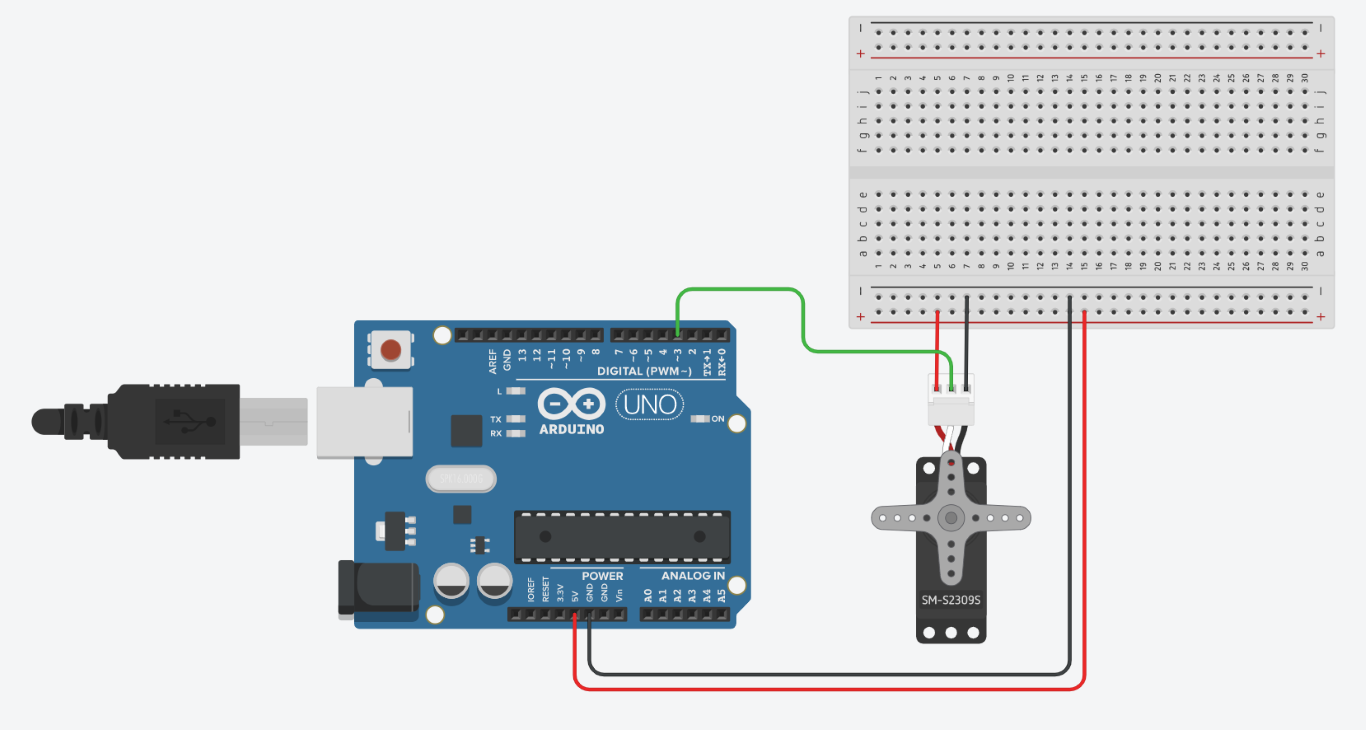 − −
+ +
1 2 3 4 5 6 7 8 9 10 11 12 13 14 15 16 17 18 19 20 21 22 23 24 25 26 27 28 29 30
j j
i i
h h
g g
f f
e e
d d
c c
b b
a a
1 2 3 4 5 6 7 8 9 10 11 12 13 14 15 16 17 18 19 20 21 22 23 24 25 26 27 28 29 30
− −
+ +
AREF GND 13 12 ~11 ~10 ~9 8 7 ~6 ~5 4 ~3 2 TX→1 RX←0
DIGITAL (PWM~)
L
TX
RX
UNO
ARDUINO
ON
POWER
ANALOG IN
IOREF RESET 3.3V 5V GND GND Vin A0 A1 A2 A3 A4 A5
SM-S2309S